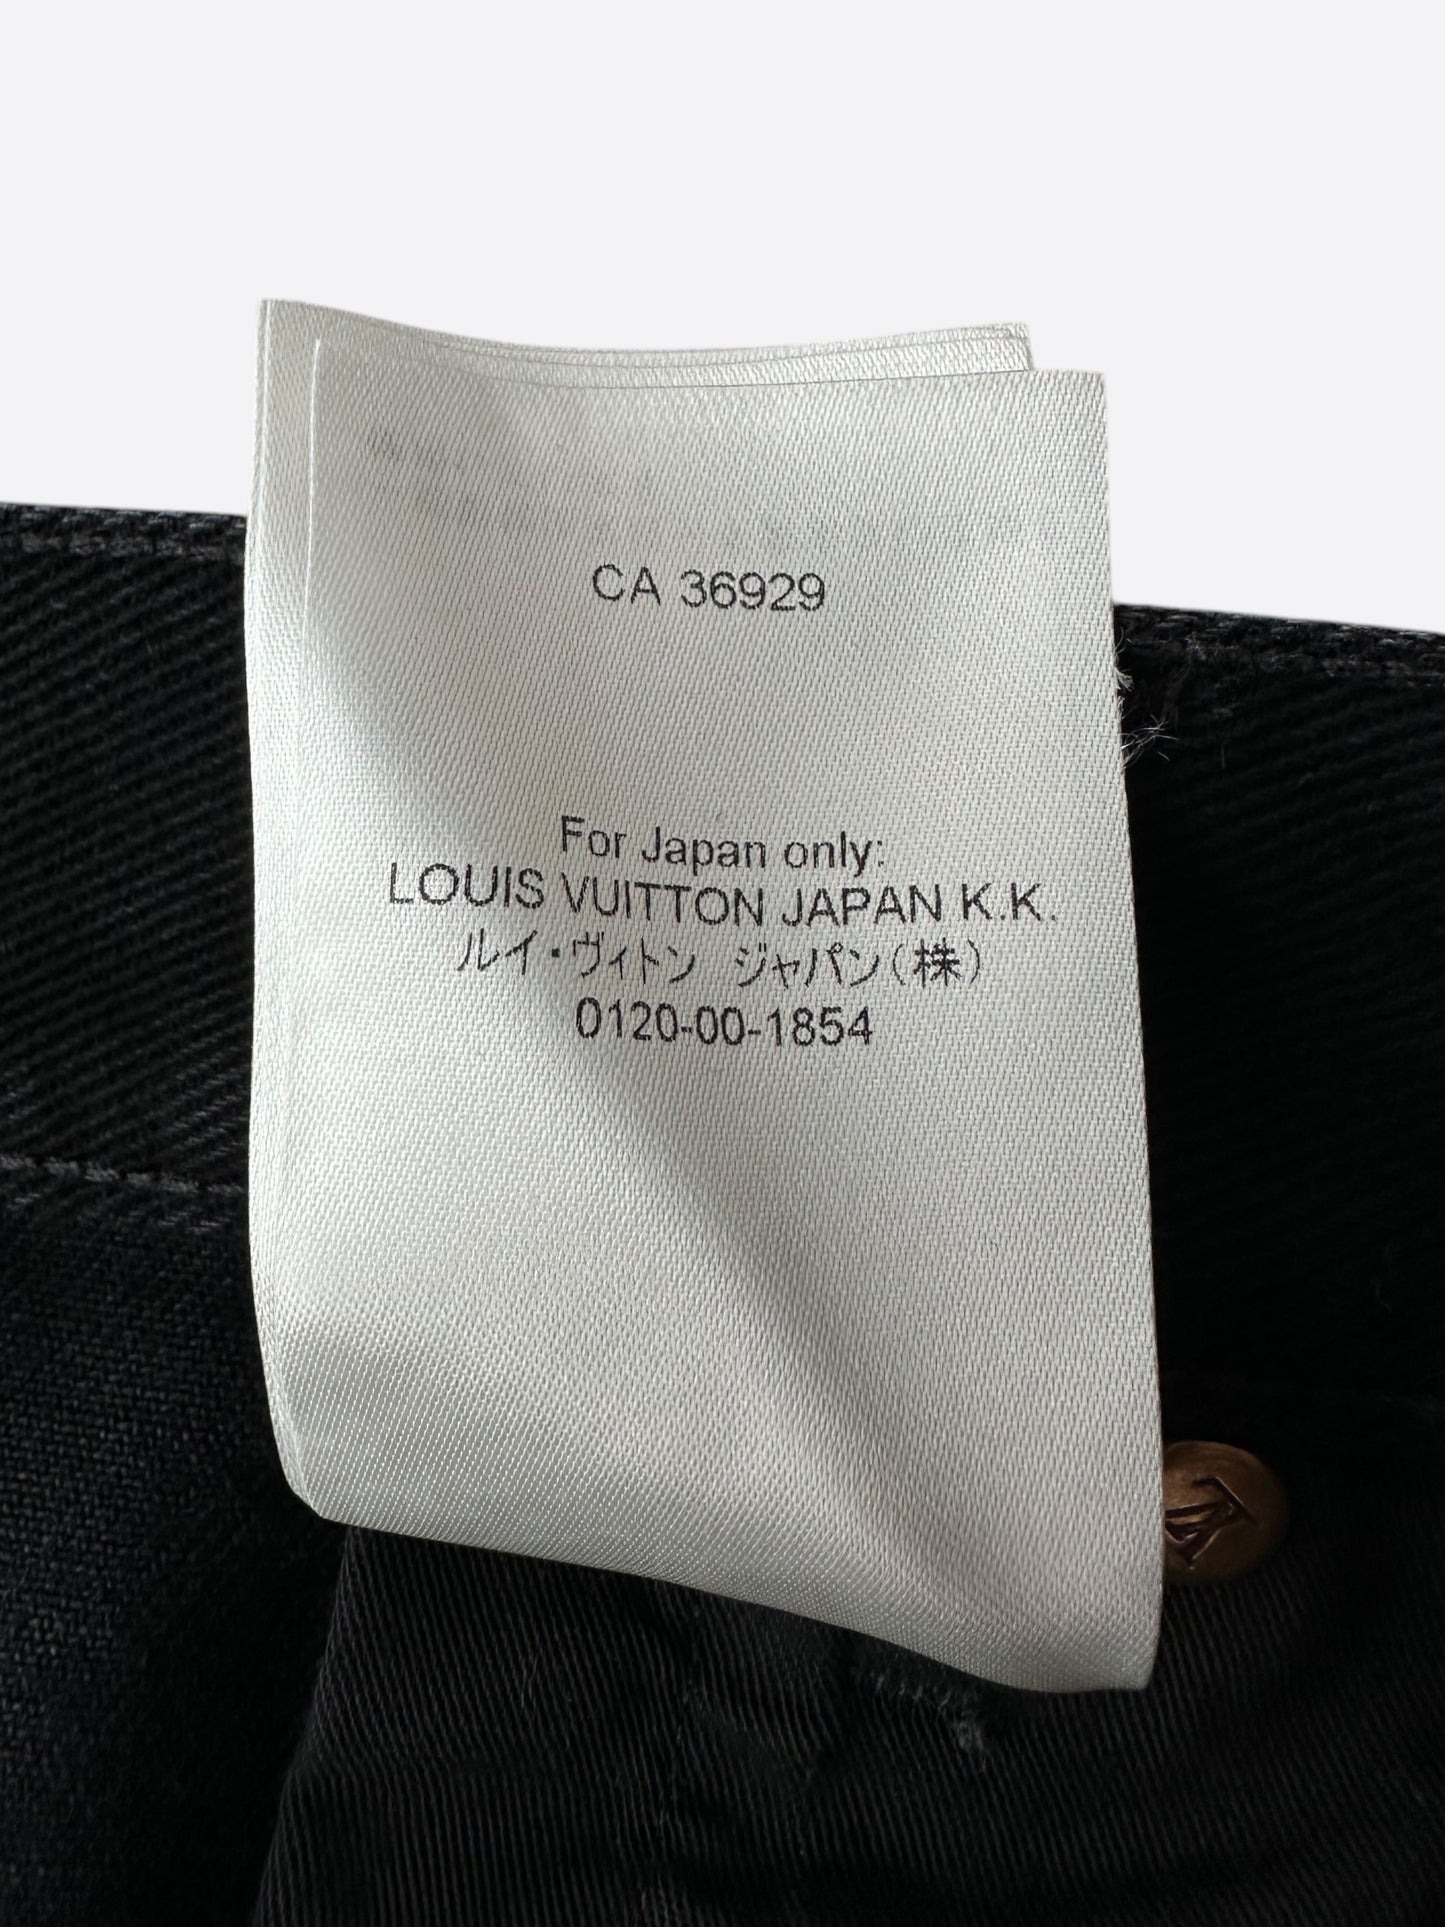 CA 36929
For Japan only:
LOUIS VUITTON JAPAN K.K.
ルイ・ヴィトン ジャパン(株)
0120-00-1854
LV